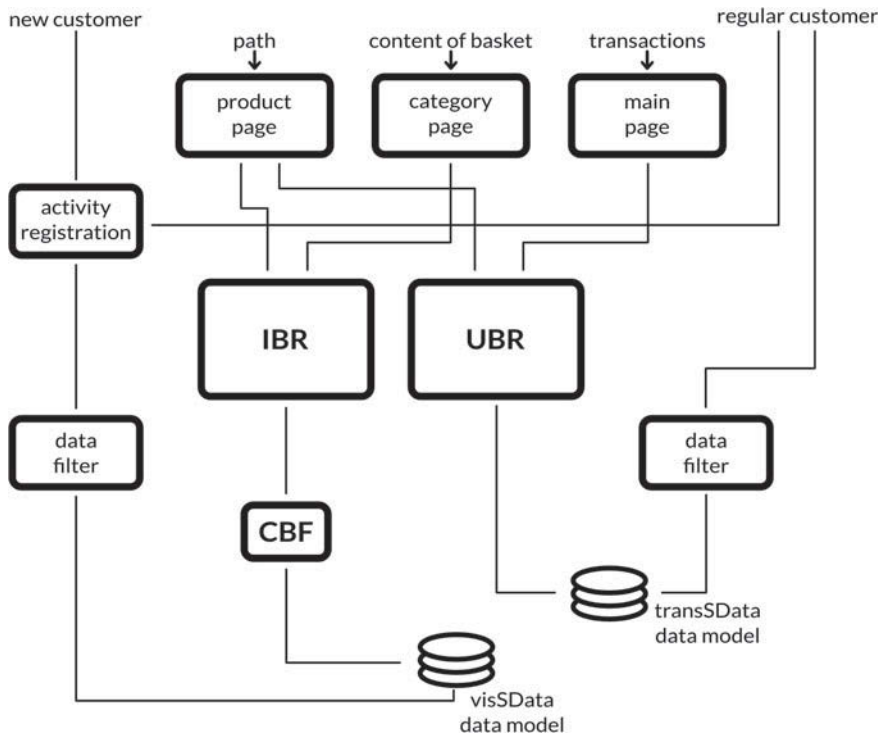 new customer
regular customer
path
content of basket
transactions
product
page
category
page
main
page
activity
registration
IBR
UBR
data
filter
data
filter
CBF
transSData
data model
visSData
data model